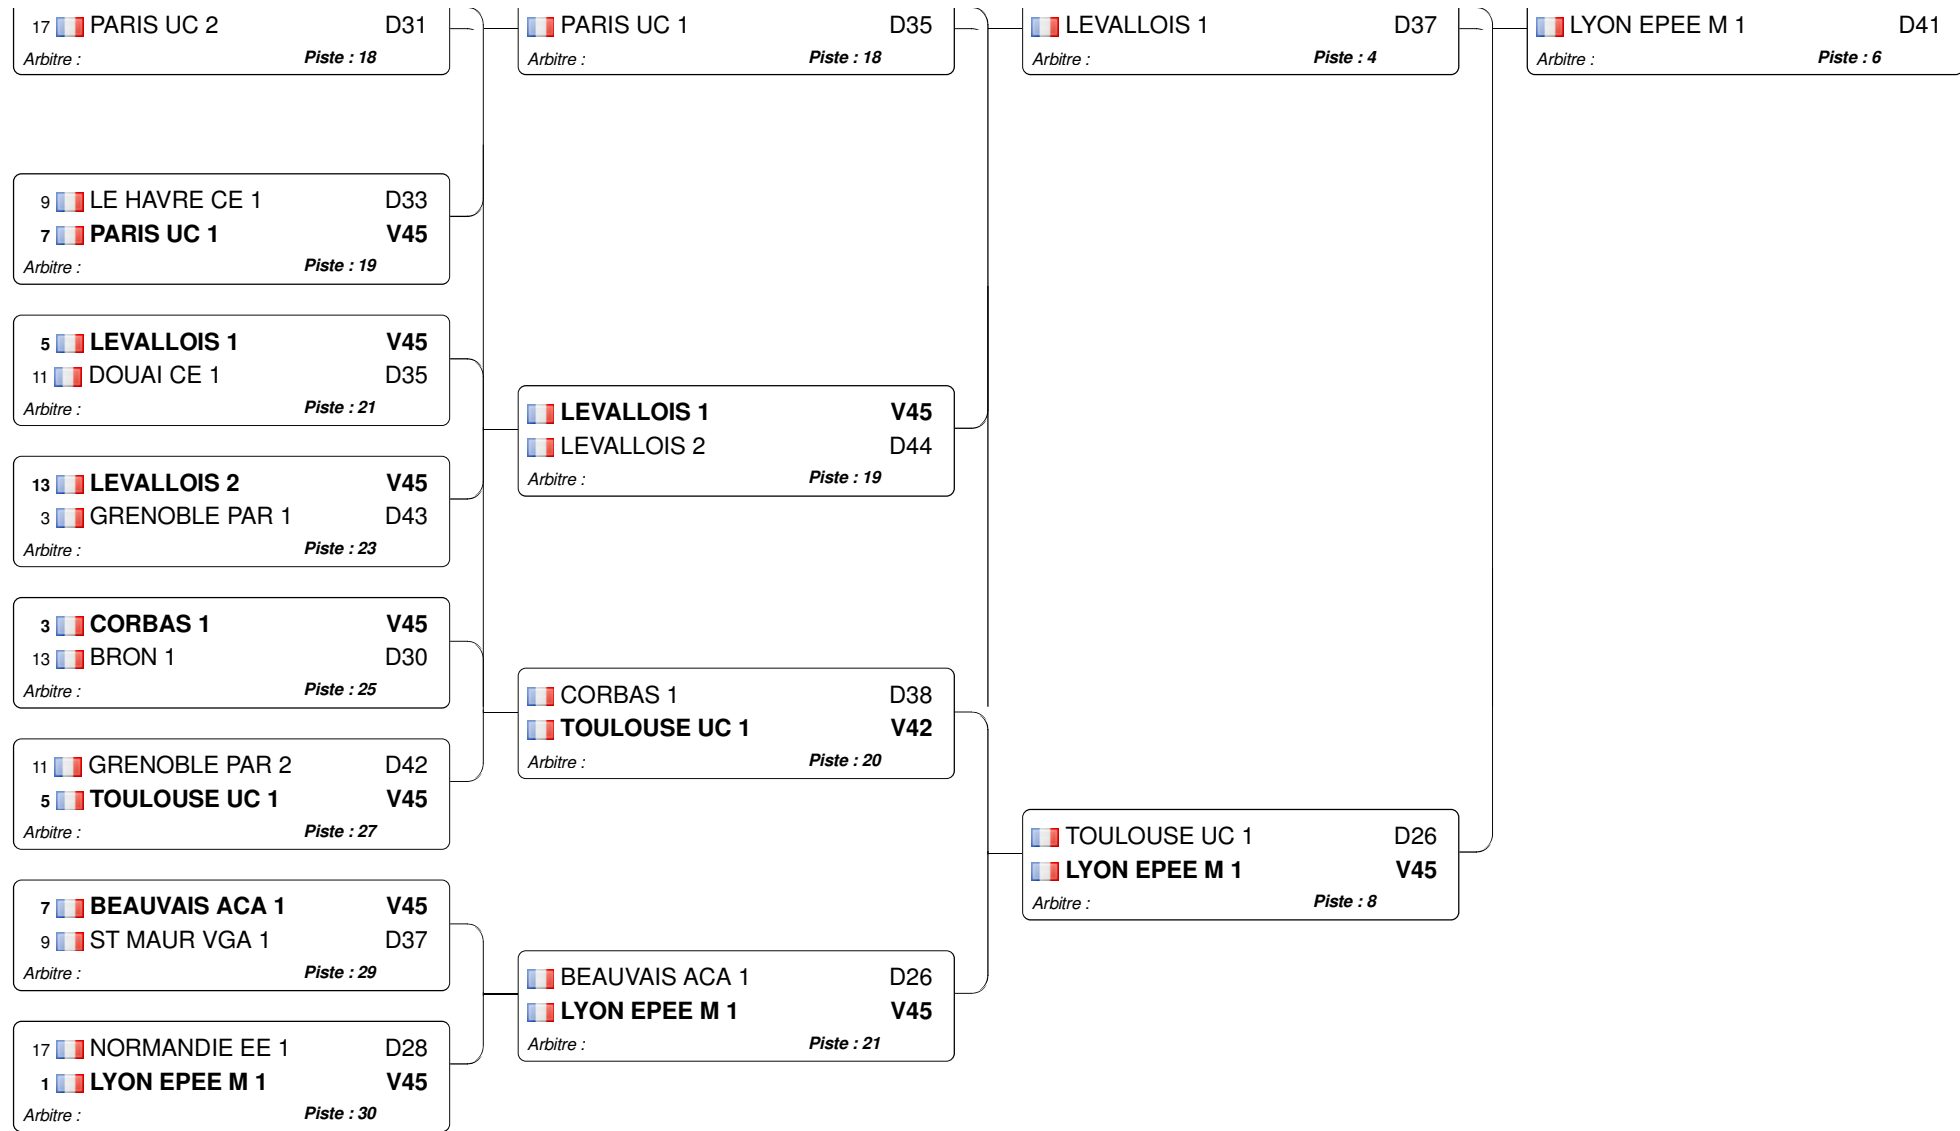 17 PARIS UC 2 D31
Arbitre : Piste : 18
9 LE HAVRE CE 1 D33
7 PARIS UC 1 V45
Arbitre : Piste : 19
5 LEVALLOIS 1 V45
11 DOUAI CE 1 D35
Arbitre : Piste : 21
13 LEVALLOIS 2 V45
3 GRENOBLE PAR 1 D43
Arbitre : Piste : 23
3 CORBAS 1 V45
13 BRON 1 D30
Arbitre : Piste : 25
11 GRENOBLE PAR 2 D42
5 TOULOUSE UC 1 V45
Arbitre : Piste : 27
7 BEAUVAIS ACA 1 V45
9 ST MAUR VGA 1 D37
Arbitre : Piste : 29
17 NORMANDIE EE 1 D28
1 LYON EPEE M 1 V45
Arbitre : Piste : 30
PARIS UC 1 D35
Arbitre : Piste : 18
LEVALLOIS 1 V45
LEVALLOIS 2 D44
Arbitre : Piste : 19
CORBAS 1 D38
TOULOUSE UC 1 V42
Arbitre : Piste : 20
BEAUVAIS ACA 1 D26
LYON EPEE M 1 V45
Arbitre : Piste : 21
LEVALLOIS 1 D37
Arbitre : Piste : 4
TOULOUSE UC 1 D26
LYON EPEE M 1 V45
Arbitre : Piste : 8
LYON EPEE M 1 D41
Arbitre : Piste : 6